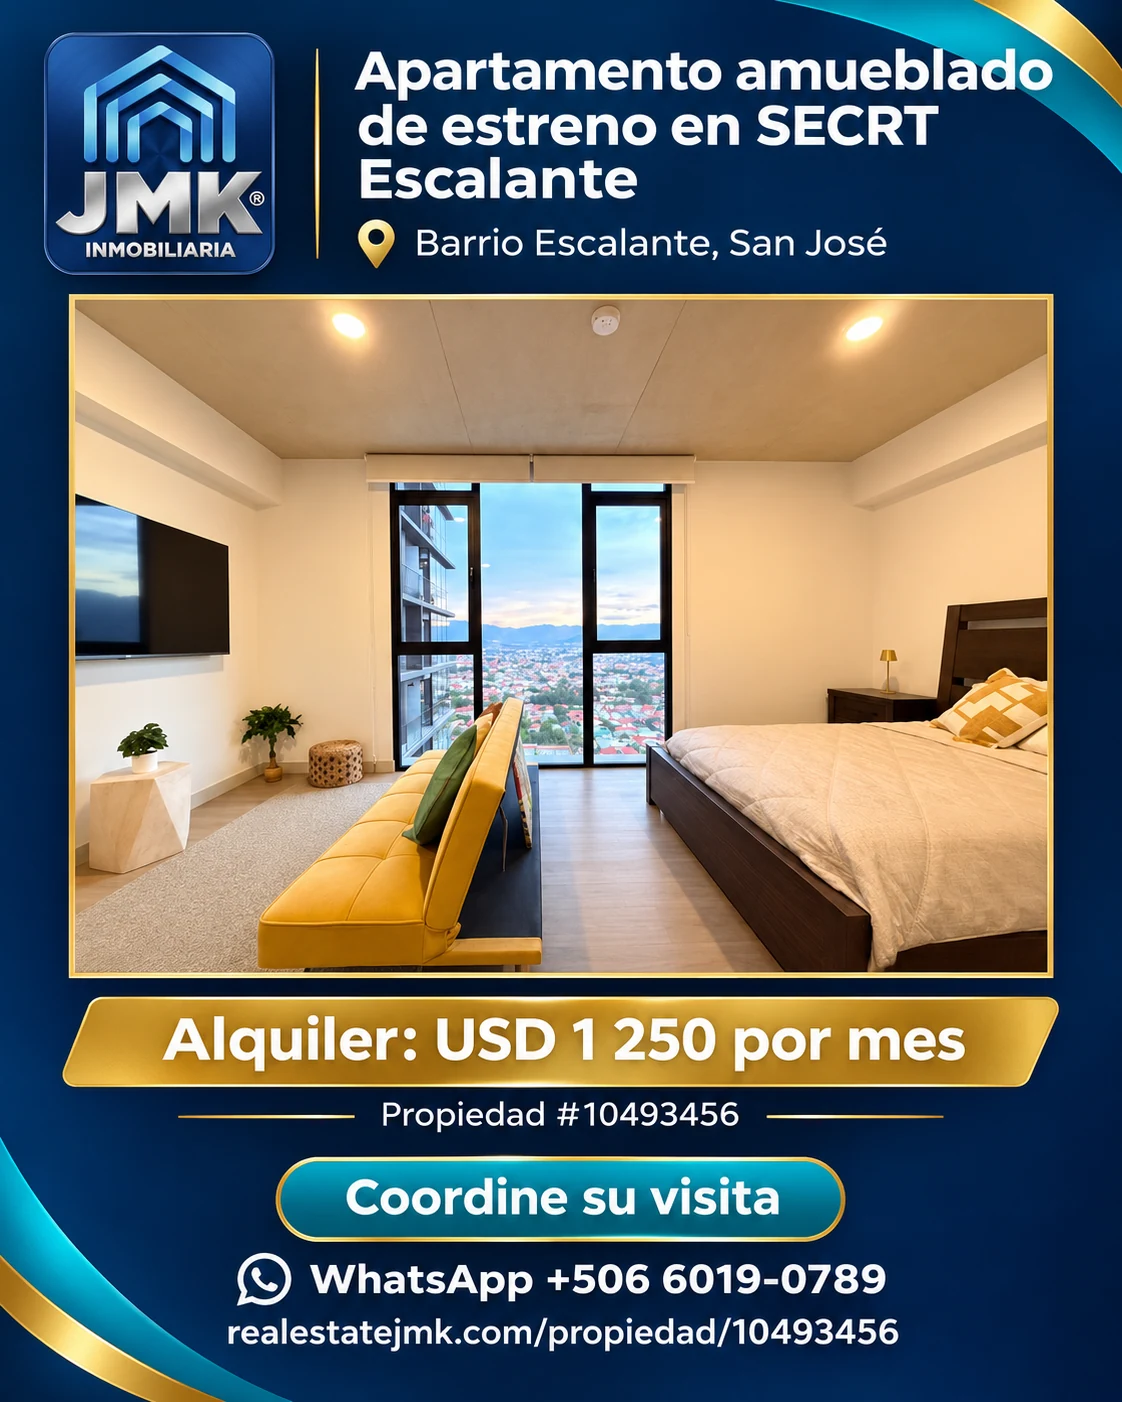 JMK®
INMOBILIARIA
Apartamento amueblado
de estreno en SECRT
Escalante
Barrio Escalante, San José
Alquiler: USD 1 250 por mes
Propiedad #10493456
Coordine su visita
WhatsApp +506 6019-0789
realestatejmk.com/propiedad/10493456